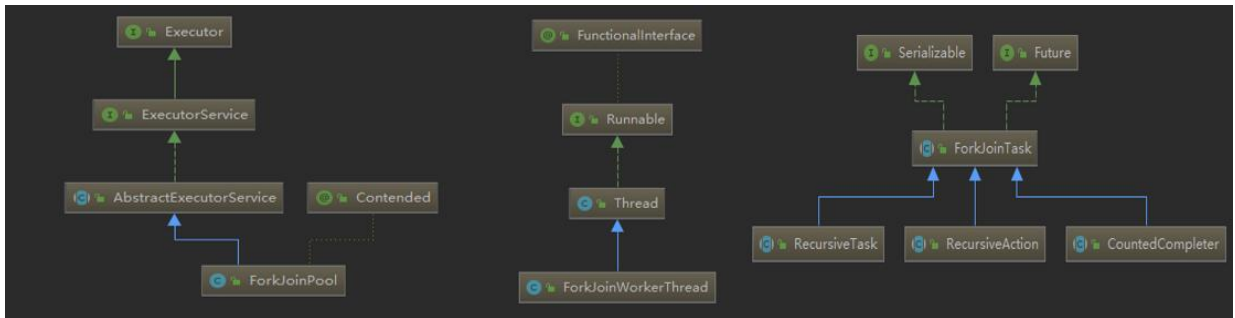 Executor
ExecutorService
AbstractExecutorService
Contended
ForkJoinPool
FunctionalInterface
Runnable
Thread
ForkJoinWorkerThread
Serializable
Future
ForkJoinTask
RecursiveTask
RecursiveAction
CountedCompleter